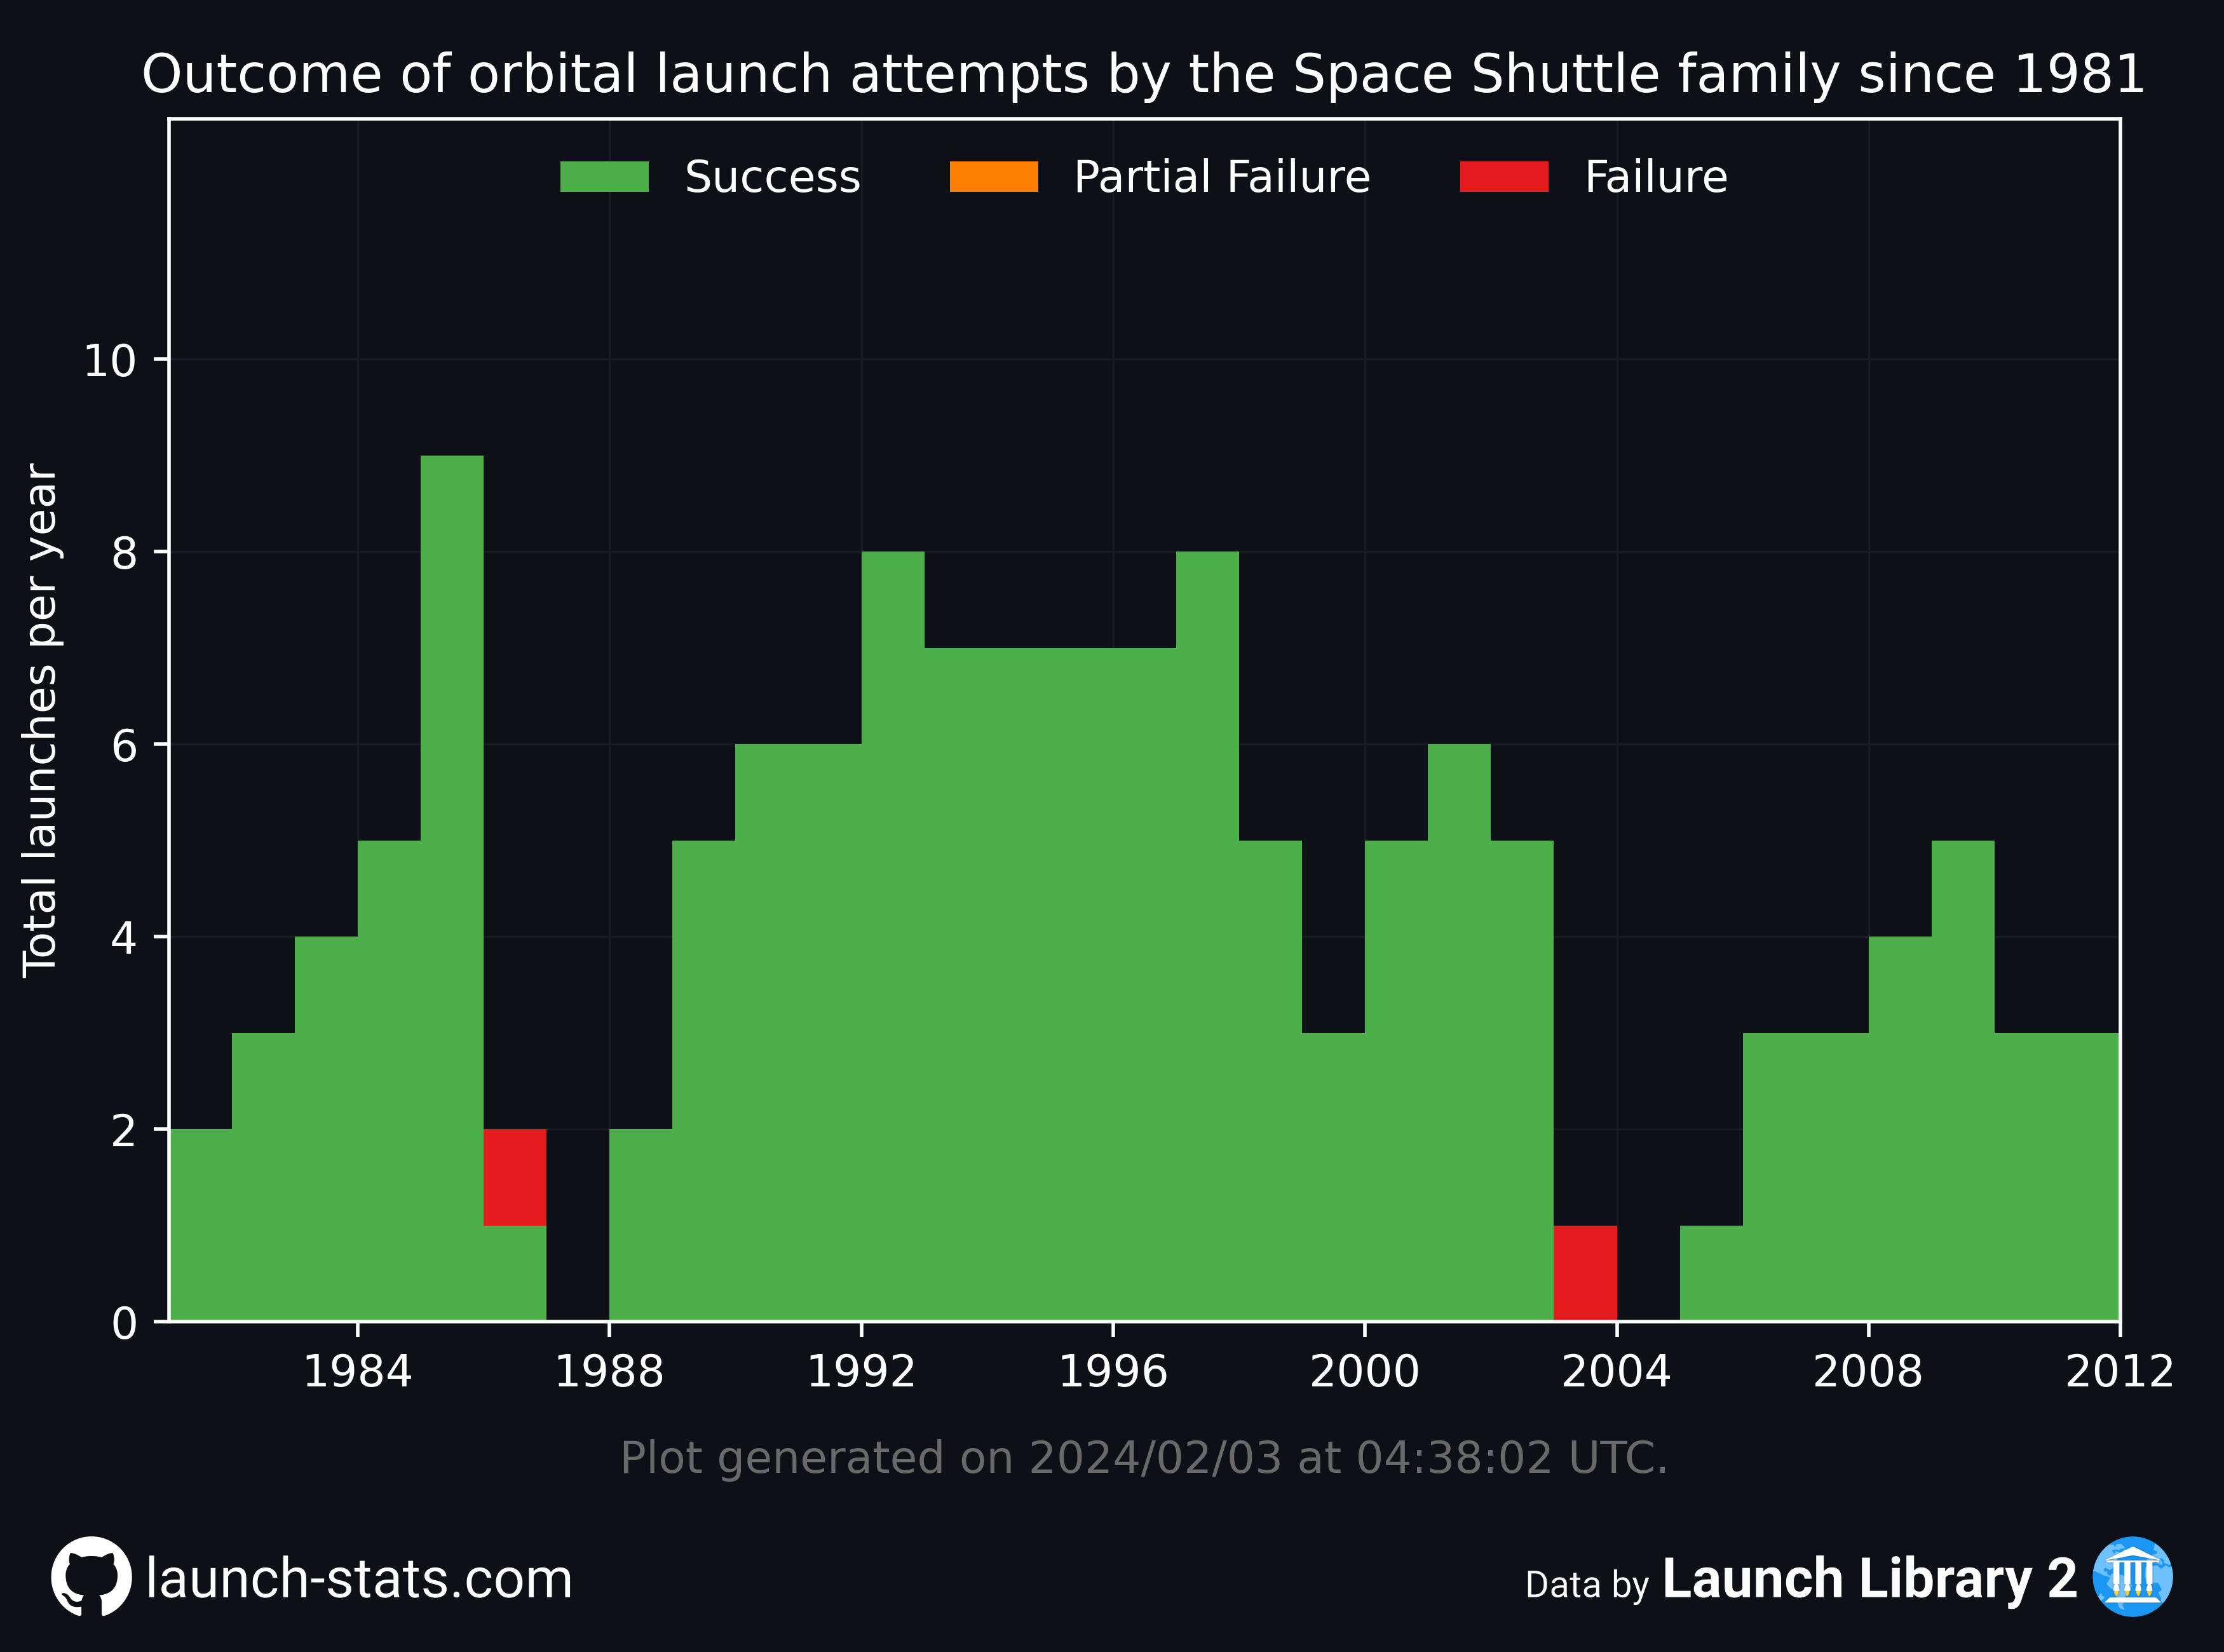 Outcome of orbital launch attempts by the Space Shuttle family since 1981
Success Partial Failure Failure
Total launches per year
10
8
6
4
2
0
1984 1988 1992 1996 2000 2004 2008 2012
Plot generated on 2024/02/03 at 04:38:02 UTC.
launch-stats.com
Data by Launch Library 2